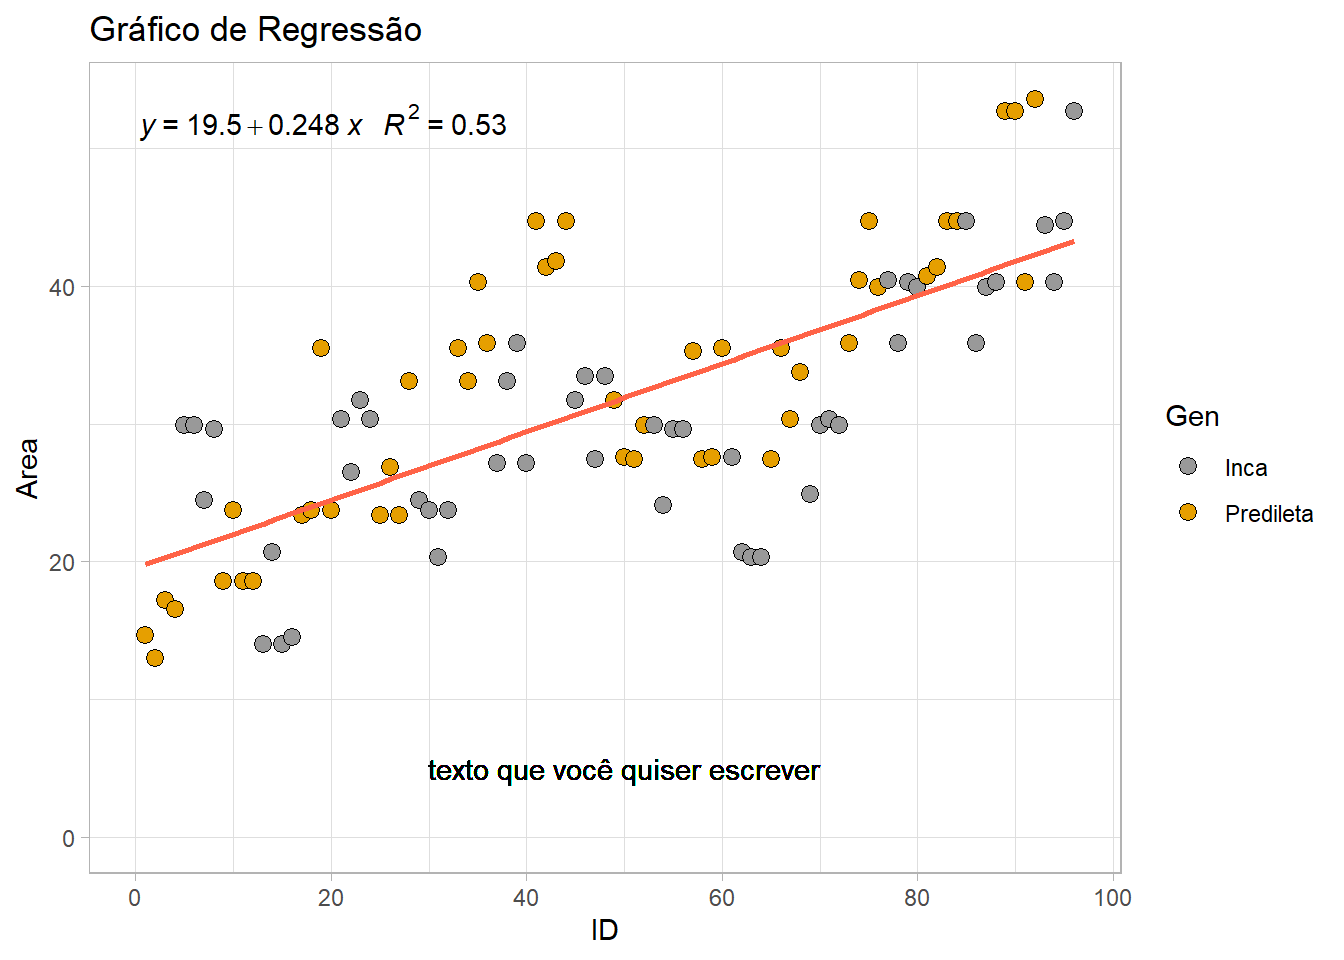 Gráfico de Regressão
y = 19.5 + 0.248 x R² = 0.53
Area
40
20
0
texto que você quiser escrever
0 20 40 60 80 100
ID
Gen
Inca
Predileta